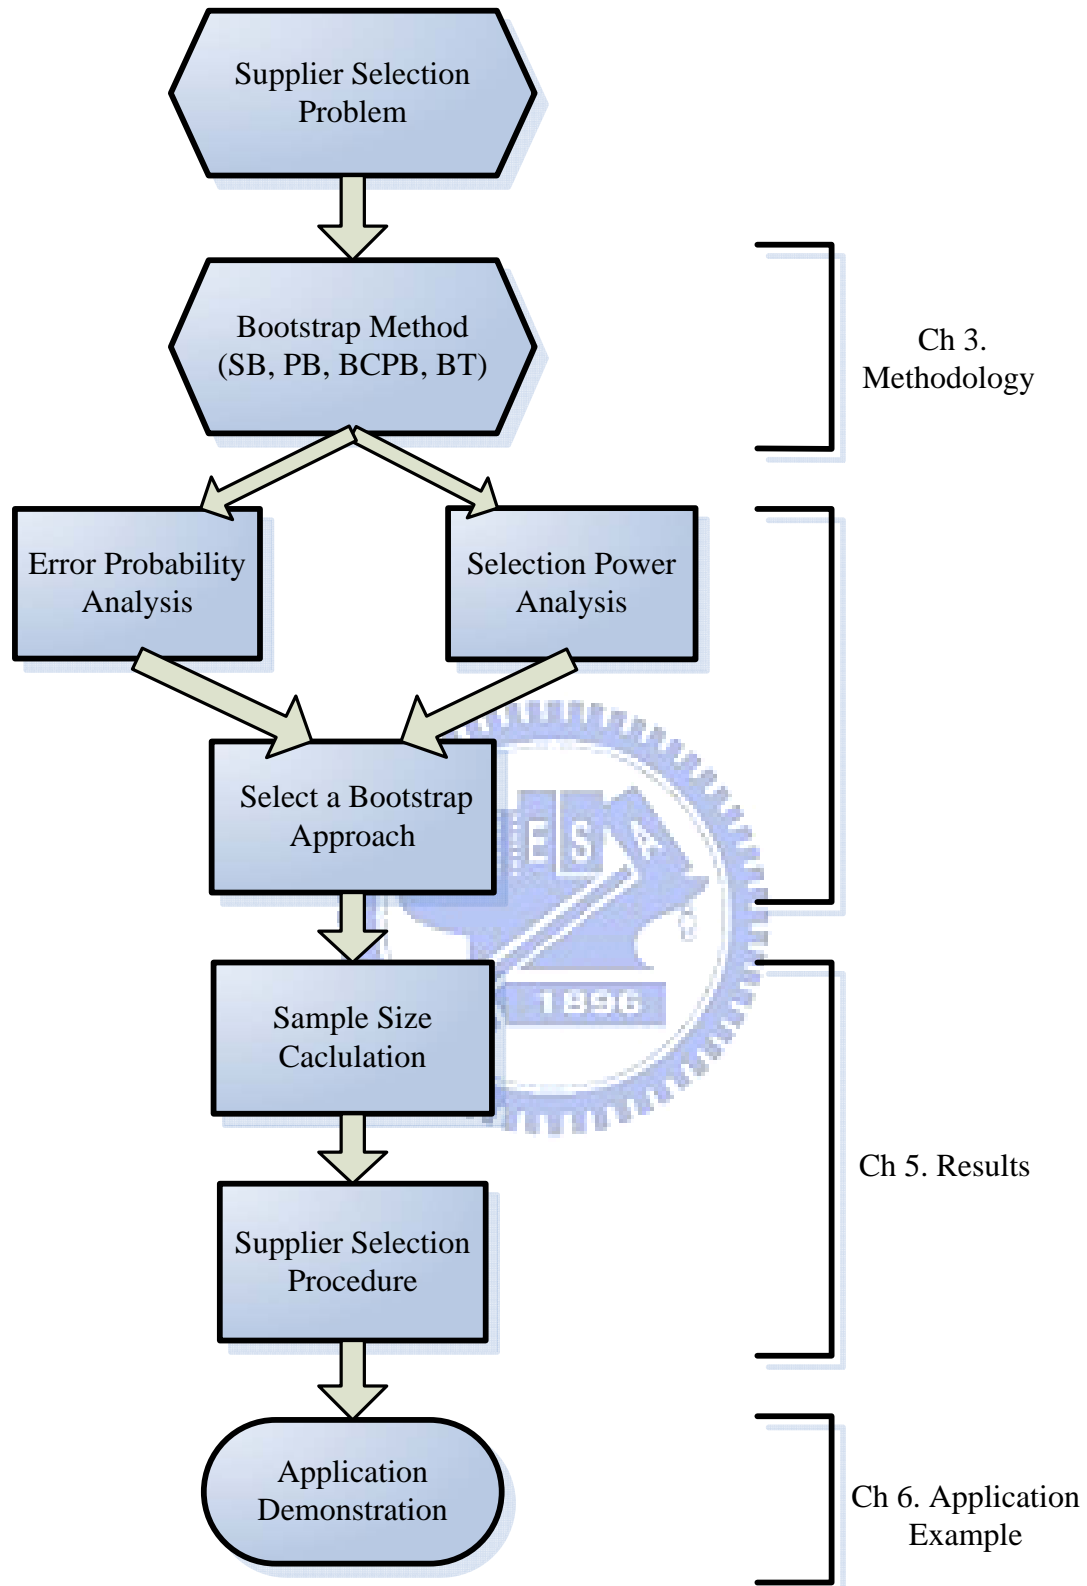 Supplier Selection
Problem
Bootstrap Method
(SB, PB, BCPB, BT)
Ch 3.
Methodology
Error Probability
Analysis
Selection Power
Analysis
Select a Bootstrap
Approach
E S A
1896
Sample Size
Caclulation
Ch 5. Results
Supplier Selection
Procedure
Application
Demonstration
Ch 6. Application
Example